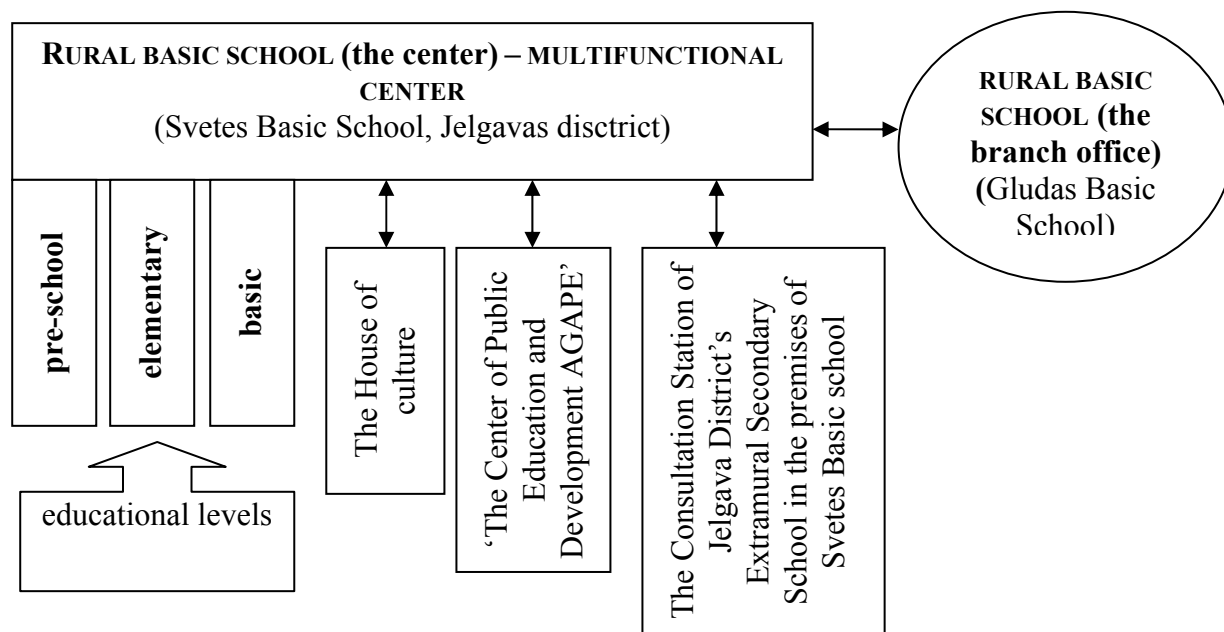 RURAL BASIC SCHOOL (the center) – MULTIFUNCTIONAL
CENTER
(Svetes Basic School, Jelgavas disctrict)
RURAL BASIC
SCHOOL (the
branch office)
(Gludas Basic
School)
pre-school
elementary
basic
The House of
culture
‘The Center of Public
Education and
Development AGAPE’
The Consultation Station of
Jelgava District’s
Extramural Secondary
School in the premises of
Svetes Basic school
educational levels